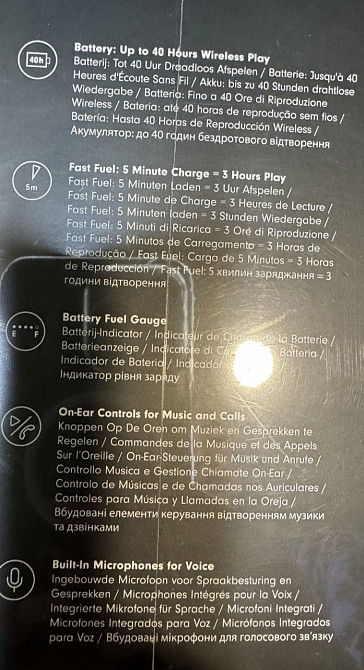 40h
Battery: Up to 40 Hours Wireless Play
Batterij: Tot 40 Uur Draadloos Afspelen / Batterie: Jusqu'à 40
Heures d'Écoute Sans Fil / Akku: bis zu 40 Stunden drahtlose
Wiedergabe / Batteria: Fino a 40 Ore di Riproduzione
Wireless / Bateria: até 40 horas de reprodução sem fios /
Batería: Hasta 40 Horas de Reproducción Wireless /
Акумулятор: до 40 годин бездротового відтворення
5m
Fast Fuel: 5 Minute Charge = 3 Hours Play
Fast Fuel: 5 Minuten Laden = 3 Uur Afspelen /
Fast Fuel: 5 Minute de Charge = 3 Heures de Lecture /
Fast Fuel: 5 Minuten laden = 3 Stunden Wiedergabe /
Fast Fuel: 5 Minuti di Ricarica = 3 Ore di Riproduzione /
Fast Fuel: 5 Minutos de Carregamento = 3 Horas de
Reprodução / Fast Fuel: Carga de 5 Minutos = 3 Horas
de Reproducción / Fast Fuel: 5 хвилин заряджання = 3
години відтворення
E F
Battery Fuel Gauge
Batterij-Indicator / Indicateur de Charge de la Batterie /
Batterieanzeige / Indicatore di Batteria /
Indicador de Bateria / Indicador
Індикатор рівня заряду
On-Ear Controls for Music and Calls
Knoppen Op De Oren om Muziek en Gesprekken te
Regelen / Commandes de la Musique et des Appels
Sur l'Oreille / On-Ear-Steuerung für Musik und Anrufe /
Controllo Musica e Gestione Chiamate On-Ear /
Controlo de Músicas e de Chamadas nos Auriculares /
Controles para Música y Llamadas en la Oreja /
Вбудовані елементи керування відтворенням музики
та дзвінками
Built-In Microphones for Voice
Ingebouwde Microfoon voor Spraakbesturing en
Gesprekken / Microphones Intégrés pour la Voix /
Integrierte Mikrofone für Sprache / Microfoni Integrati /
Microfones Integrados para Voz / Micrófonos Integrados
para Voz / Вбудовані мікрофони для голосового зв'язку